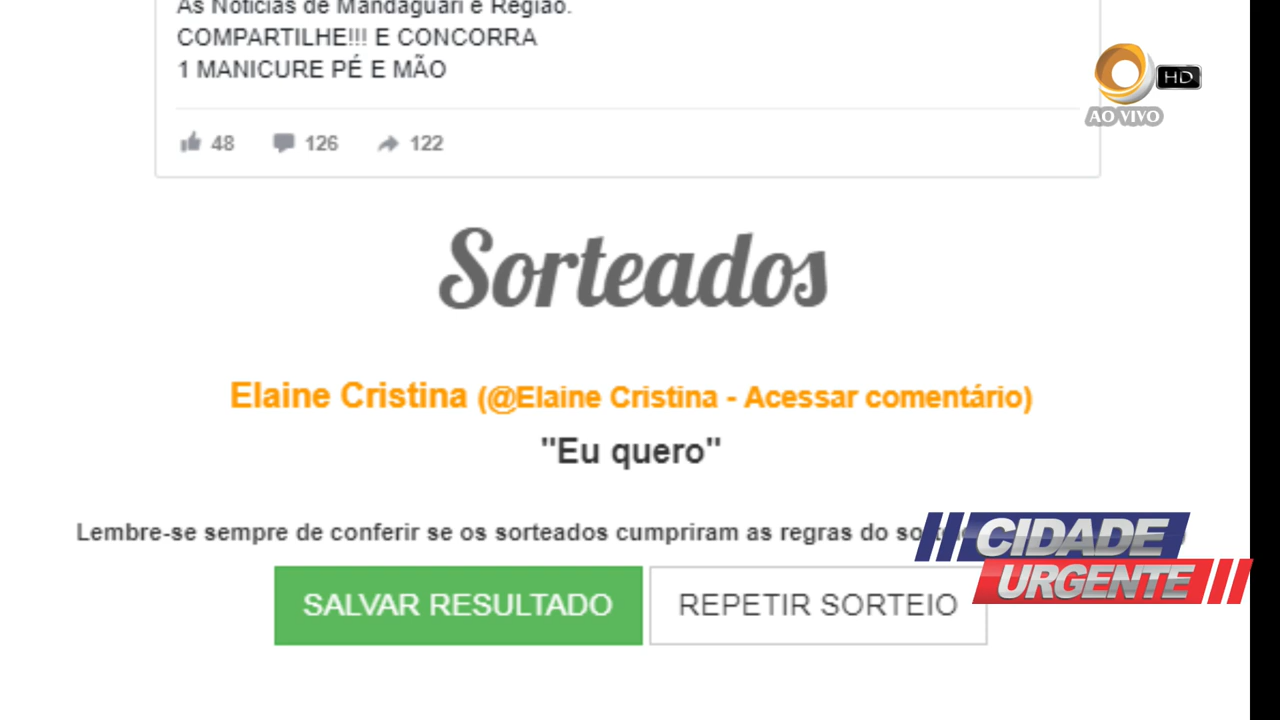 As Notícias de Mandaguari e Região.
COMPARTILHE!!! E CONCORRA
1 MANICURE PÉ E MÃO
HD
AO VIVO
48 126 122
Sorteados
Elaine Cristina (@Elaine Cristina - Acessar comentário)
"Eu quero"
Lembre-se sempre de conferir se os sorteados cumpriram as regras do
CIDADE
URGENTE
SALVAR RESULTADO
REPETIR SORTEIO